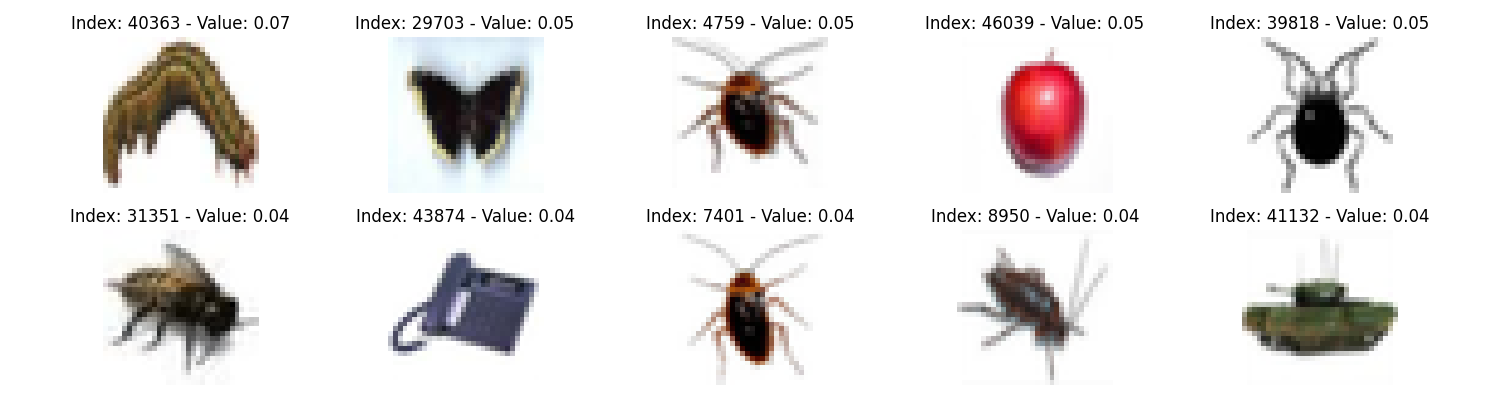 Index: 40363 - Value: 0.07
Index: 29703 - Value: 0.05
Index: 4759 - Value: 0.05
Index: 46039 - Value: 0.05
Index: 39818 - Value: 0.05
Index: 31351 - Value: 0.04
Index: 43874 - Value: 0.04
Index: 7401 - Value: 0.04
Index: 8950 - Value: 0.04
Index: 41132 - Value: 0.04